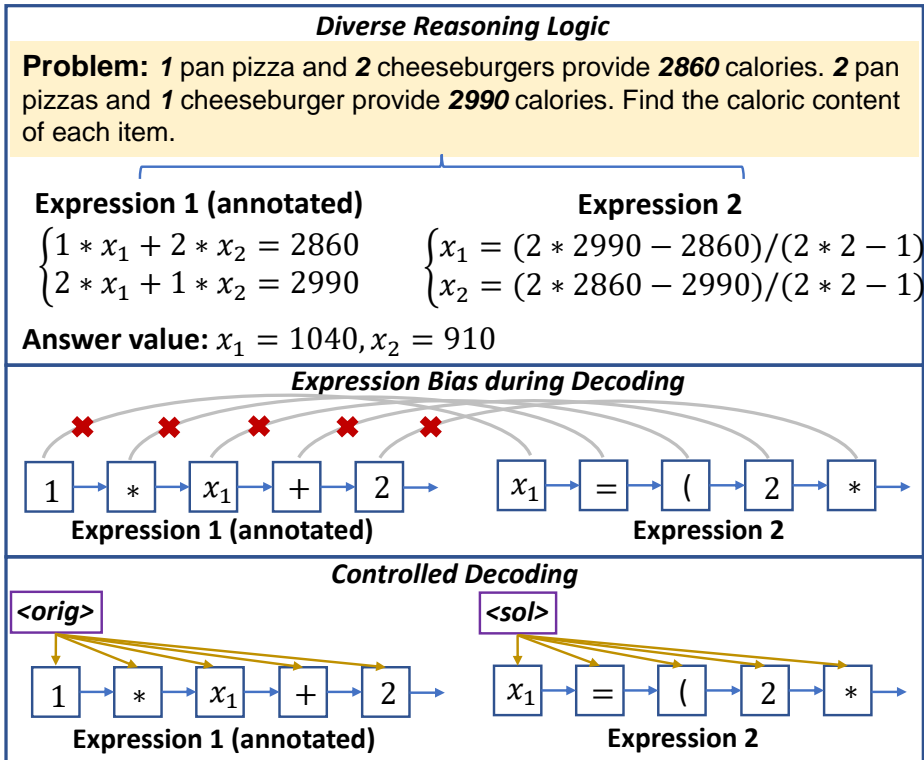 Diverse Reasoning Logic
Problem: 1 pan pizza and 2 cheeseburgers provide 2860 calories. 2 pan
pizzas and 1 cheeseburger provide 2990 calories. Find the caloric content
of each item.
Expression 1 (annotated)
{1 * x₁ + 2 * x₂ = 2860
2 * x₁ + 1 * x₂ = 2990
Expression 2
{x₁ = (2 * 2990 − 2860)/(2 * 2 − 1)
x₂ = (2 * 2860 − 2990)/(2 * 2 − 1)
Answer value: x₁ = 1040, x₂ = 910
Expression Bias during Decoding
1 * x₁ + 2
Expression 1 (annotated)
x₁ = ( 2 *
Expression 2
Controlled Decoding
<orig>
1 * x₁ + 2
Expression 1 (annotated)
<sol>
x₁ = ( 2 *
Expression 2